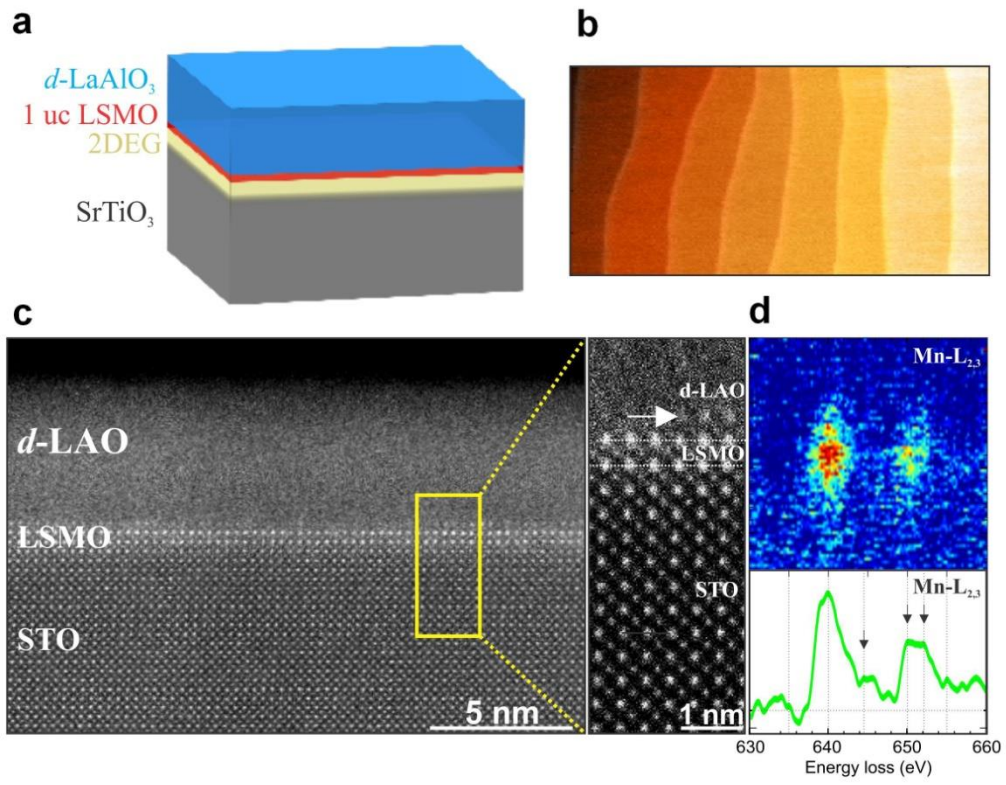 a
d-LaAlO₃
1 uc LSMO
2DEG
SrTiO₃
b
c
d-LAO
LSMO
STO
5 nm
d-LAO
LSMO
STO
1 nm
d
Mn-L₂,₃
Mn-L₂,₃
630 640 650 660
Energy loss (eV)